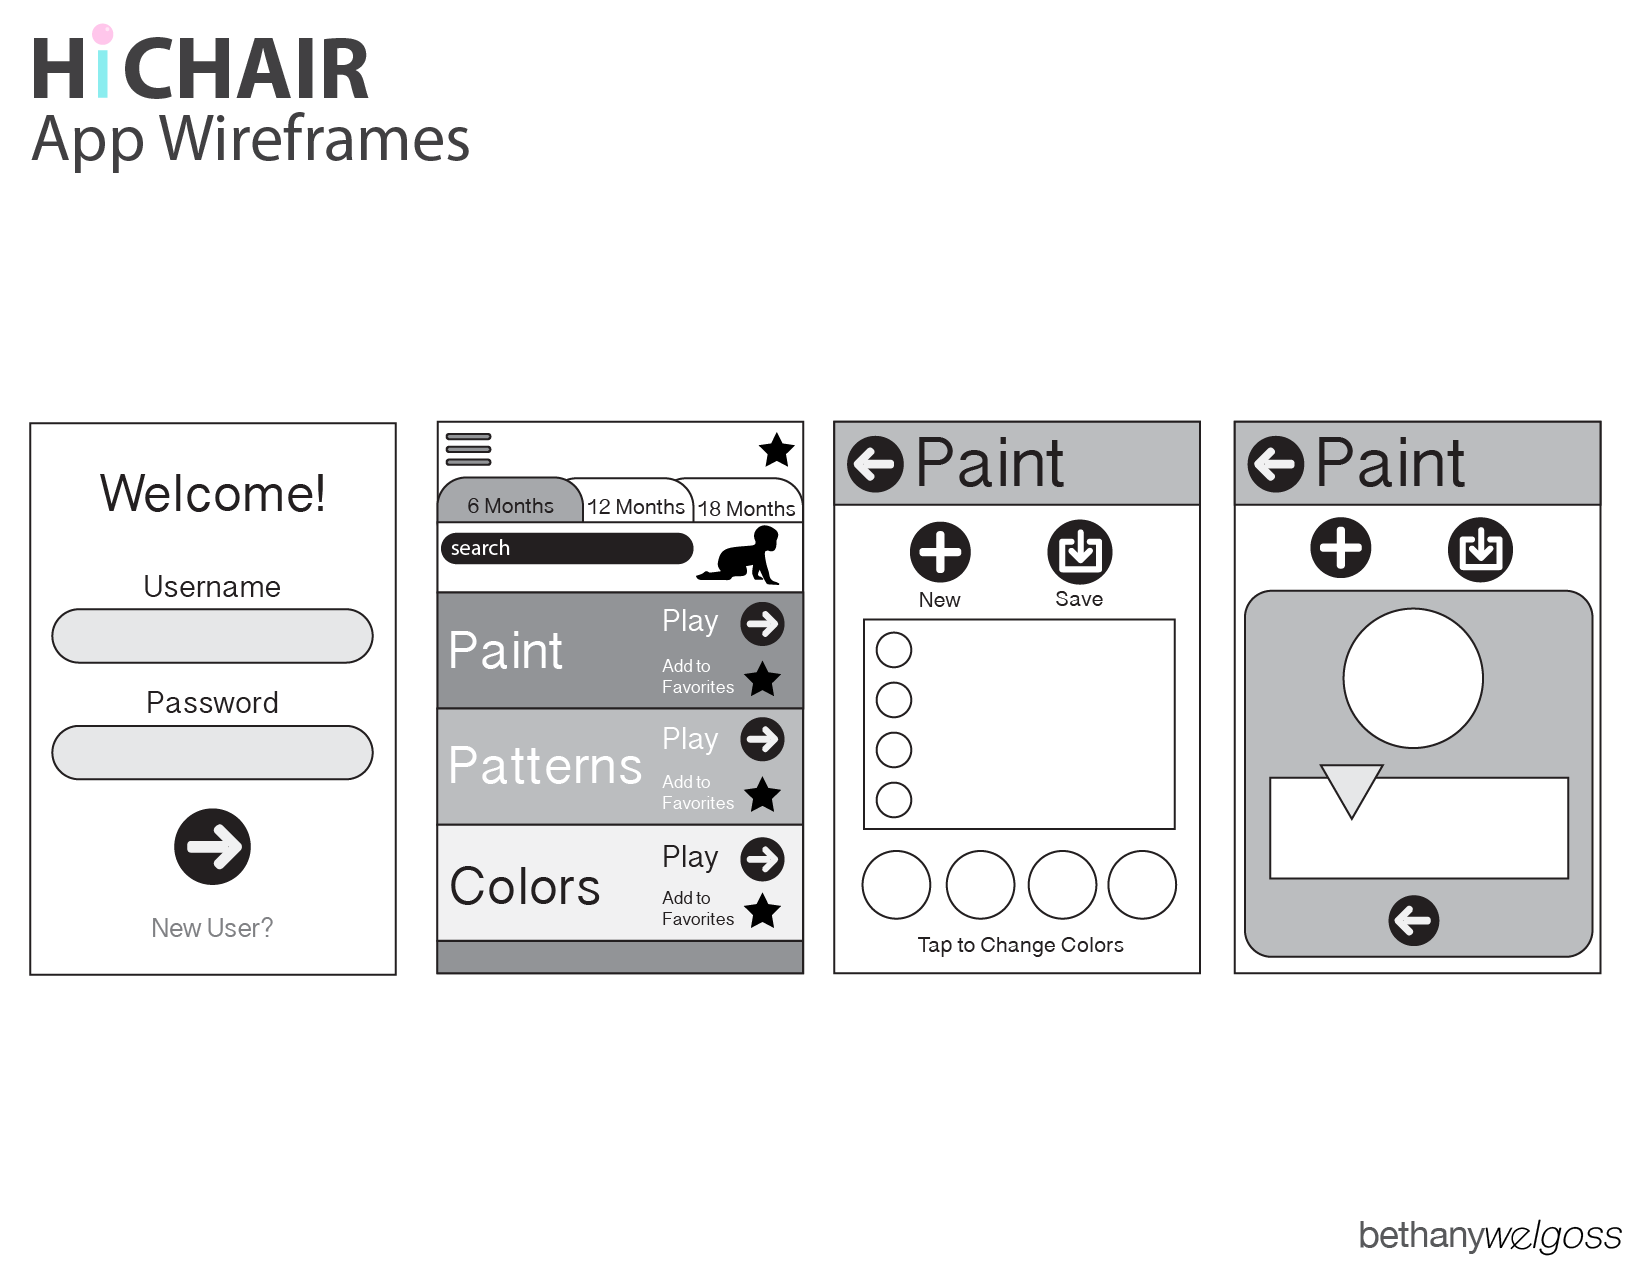 HiCHAIR
App Wireframes
Welcome!
Username
Password
New User?
6 Months
12 Months
18 Months
search
Paint
Play
Add to
Favorites
Patterns
Play
Add to
Favorites
Colors
Play
Add to
Favorites
Paint
New
Save
Tap to Change Colors
Paint
bethanywelgoss